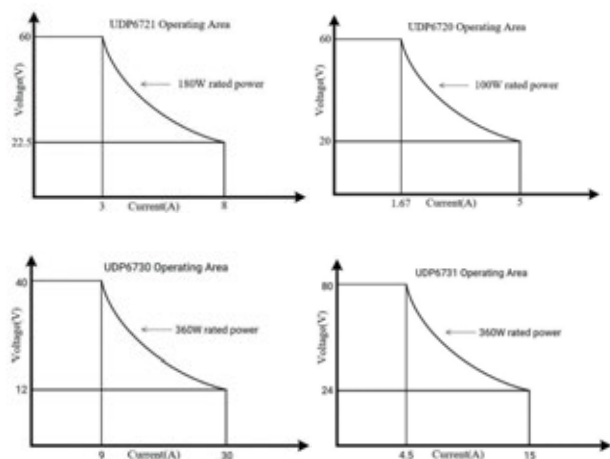 UDP6721 Operating Area
60
Voltage(V)
180W rated power
22.5
3
Current(A)
8
UDP6720 Operating Area
60
Voltage(V)
100W rated power
20
1.67
Current(A)
5
UDP6730 Operating Area
40
Voltage(V)
360W rated power
12
9
Current(A)
30
UDP6731 Operating Area
80
Voltage(V)
360W rated power
24
4.5
Current(A)
15